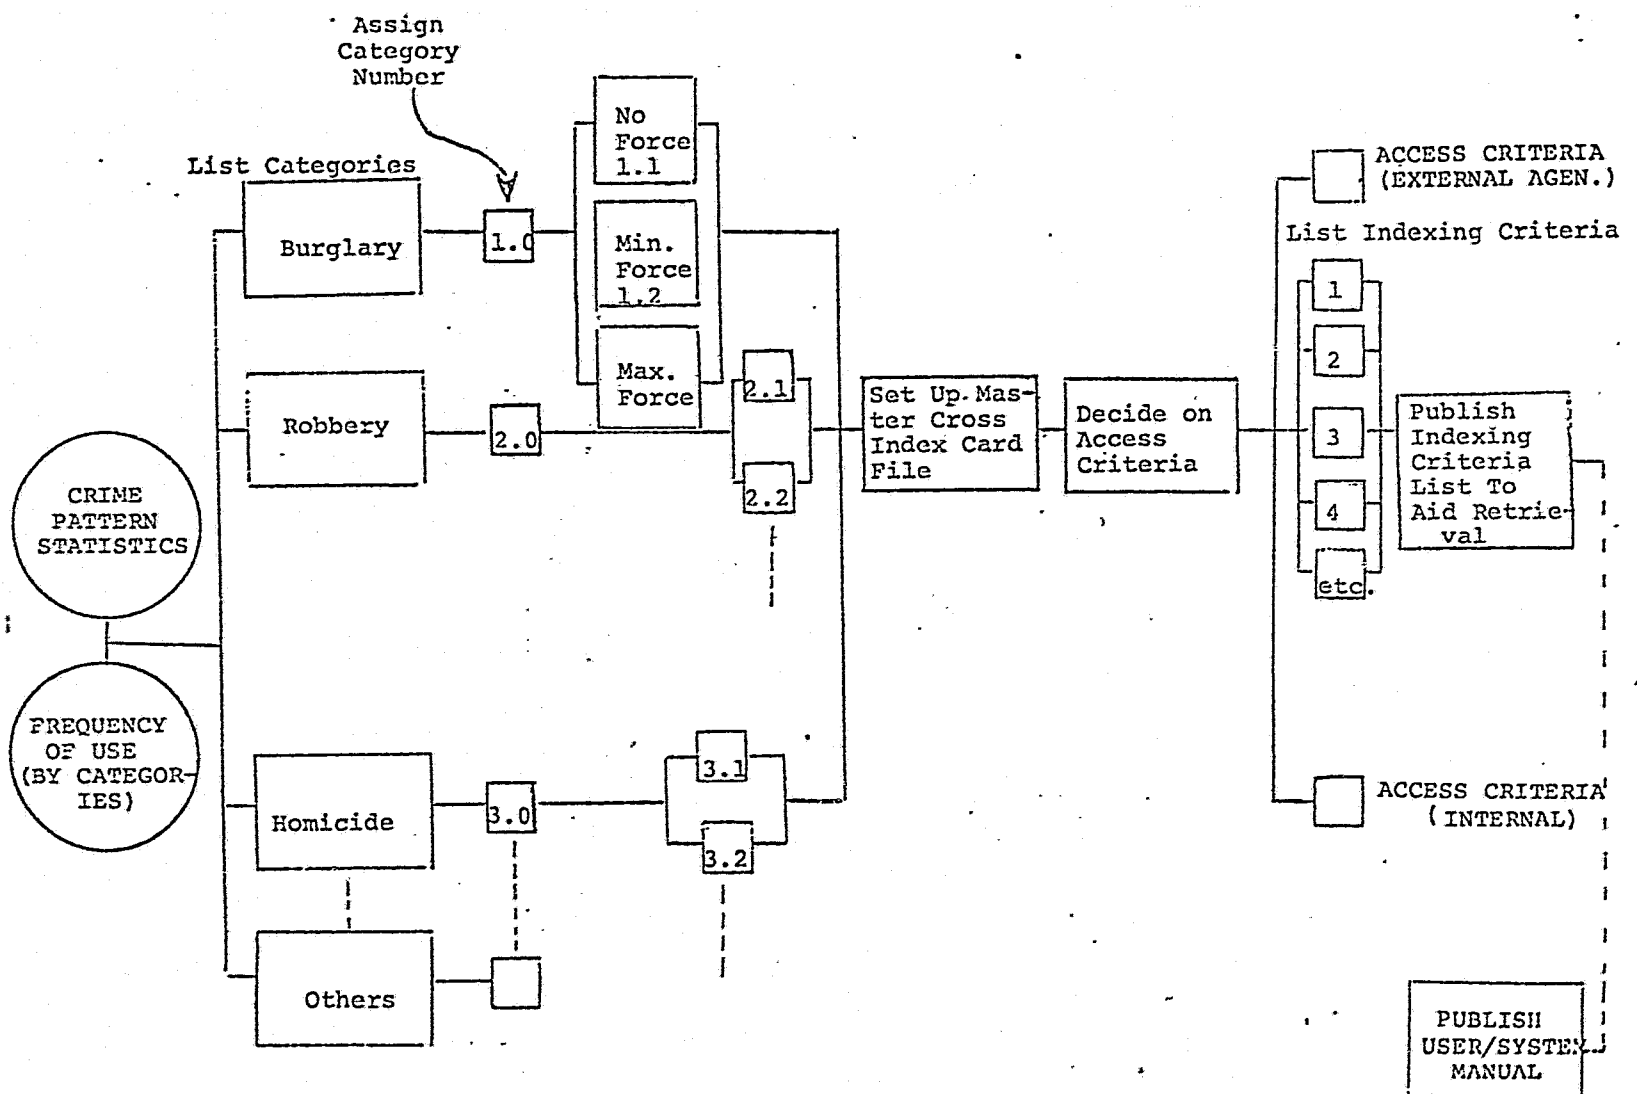 Assign
Category
Number
List Categories
Burglary
1.0
No
Force
1.1
Min.
Force
1.2
Max.
Force
Robbery
2.0
2.1
2.2
CRIME
PATTERN
STATISTICS
FREQUENCY
OF USE
(BY CATEGOR-
IES)
Homicide
3.0
3.1
3.2
Others
Set Up Mas-
ter Cross
Index Card
File
Decide on
Access
Criteria
ACCESS CRITERIA
(EXTERNAL AGEN.)
List Indexing Criteria
1
2
3
4
etc.
Publish
Indexing
Criteria
List To
Aid Retrie-
val
ACCESS CRITERIA
(INTERNAL)
PUBLISH
USER/SYSTEM
MANUAL